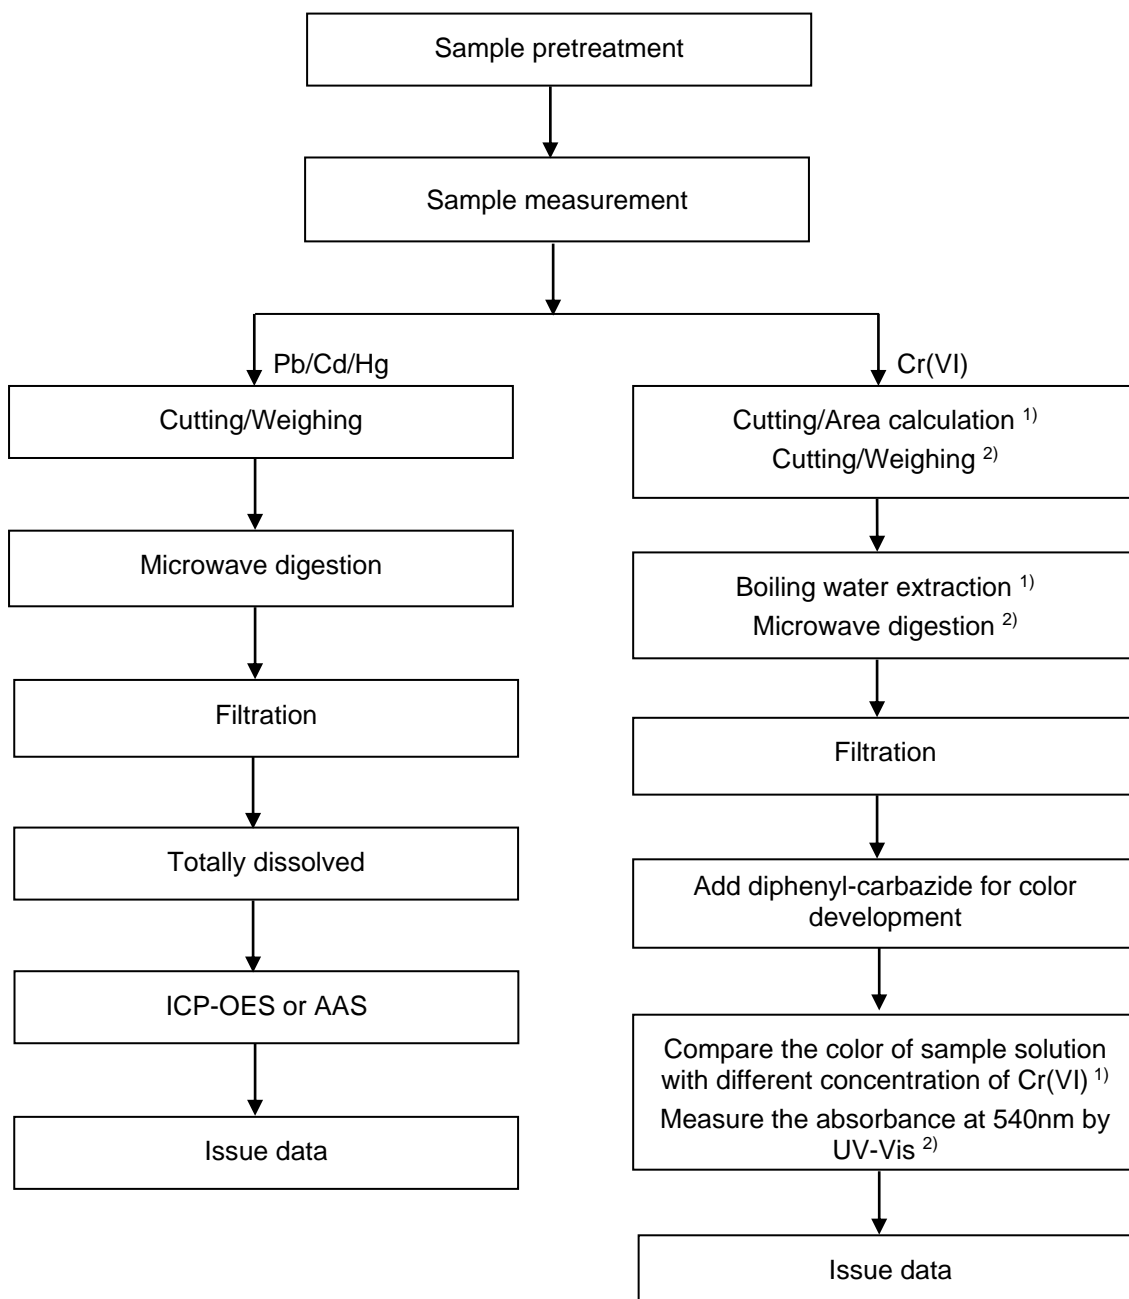 Sample pretreatment
Sample measurement
Pb/Cd/Hg
Cutting/Weighing
Microwave digestion
Filtration
Totally dissolved
ICP-OES or AAS
Issue data
Cr(VI)
Cutting/Area calculation 1)
Cutting/Weighing 2)
Boiling water extraction 1)
Microwave digestion 2)
Filtration
Add diphenyl-carbazide for color
development
Compare the color of sample solution
with different concentration of Cr(VI) 1)
Measure the absorbance at 540nm by
UV-Vis 2)
Issue data